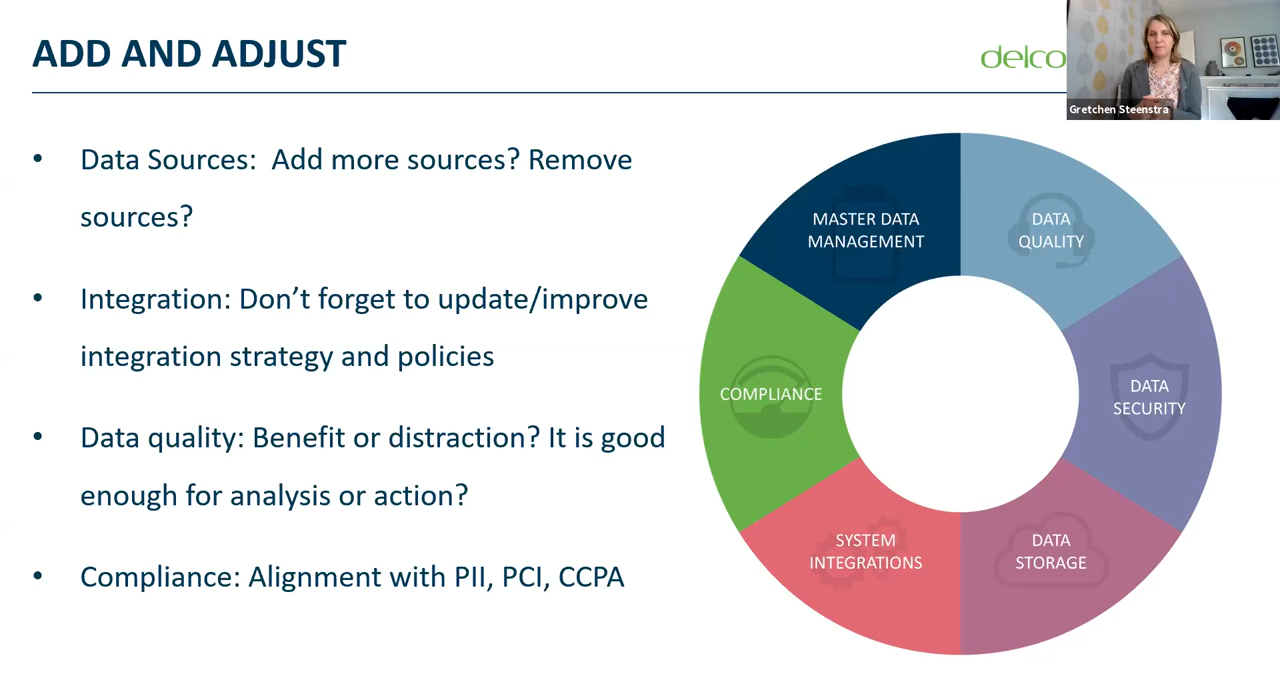 ADD AND ADJUST
delco
Gretchen Steenstra
• Data Sources:  Add more sources? Remove
sources?
• Integration: Don’t forget to update/improve
integration strategy and policies
• Data quality: Benefit or distraction? It is good
enough for analysis or action?
• Compliance: Alignment with PII, PCI, CCPA
MASTER DATA
MANAGEMENT
DATA
QUALITY
COMPLIANCE
DATA
SECURITY
SYSTEM
INTEGRATIONS
DATA
STORAGE